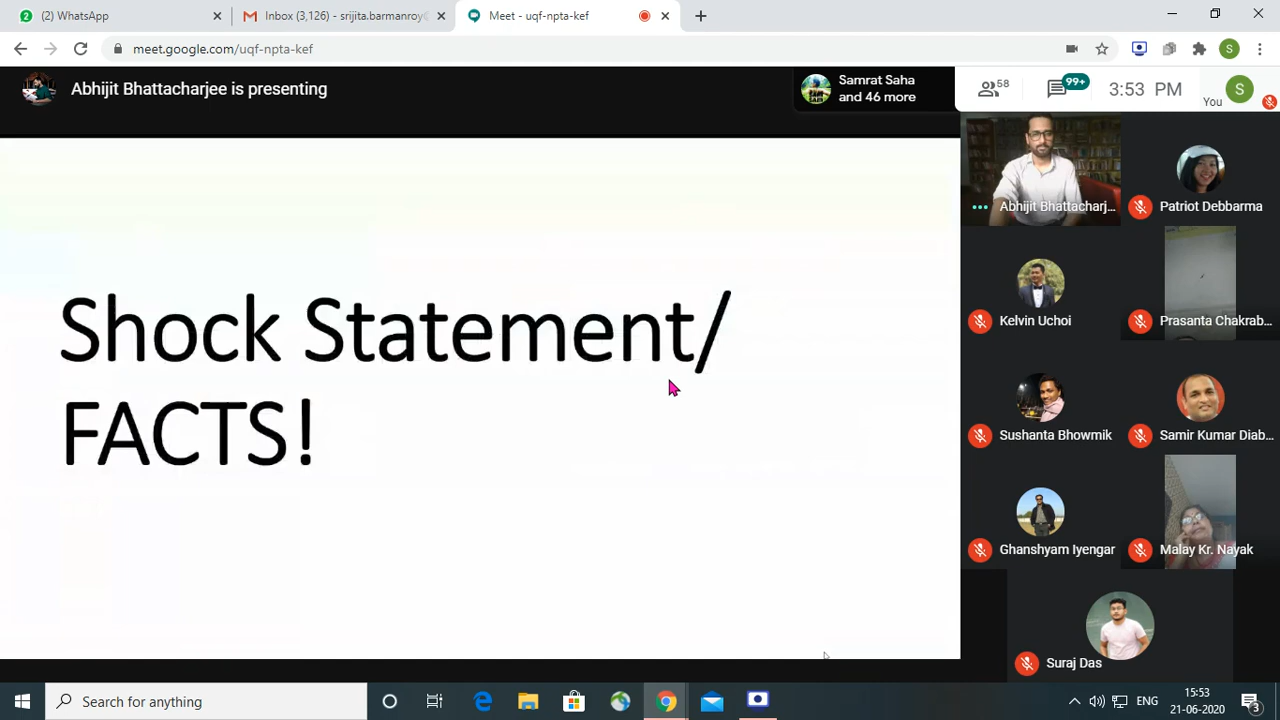 2
(2) WhatsApp
Inbox (3,126) - srijita.barmanroy
Meet - uqf-npta-kef
meet.google.com/uqf-npta-kef
S
Abhijit Bhattacharjee is presenting
Samrat Saha
and 46 more
58
99+
3:53 PM
You
S
Shock Statement/
FACTS!
Abhijit Bhattacharj...
Patriot Debbarma
Kelvin Uchoi
Prasanta Chakrab...
Sushanta Bhowmik
Samir Kumar Diab...
Ghanshyam Iyengar
Malay Kr. Nayak
Suraj Das
Search for anything
ENG
15:53
21-06-2020
3